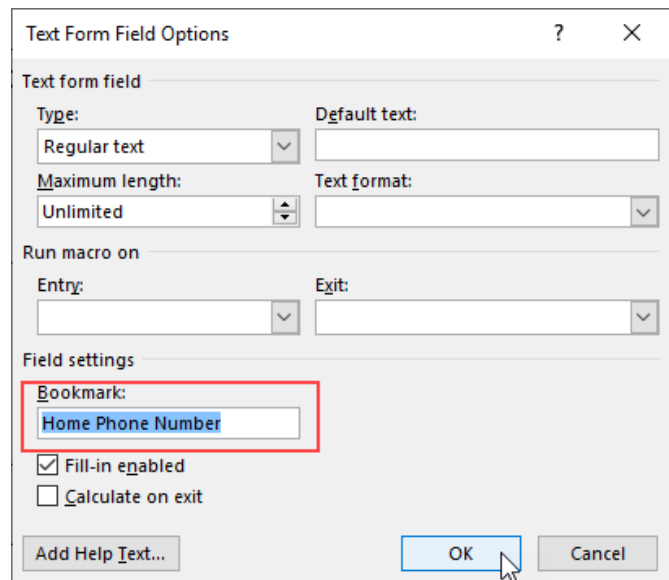 Text Form Field Options ?
Text form field
Type: Default text:
Regular text
Maximum length: Text format:
Unlimited
Run macro on
Entry: Exit:
Field settings
Bookmark:
Home Phone Number
Fill-in enabled
Calculate on exit
Add Help Text... OK Cancel